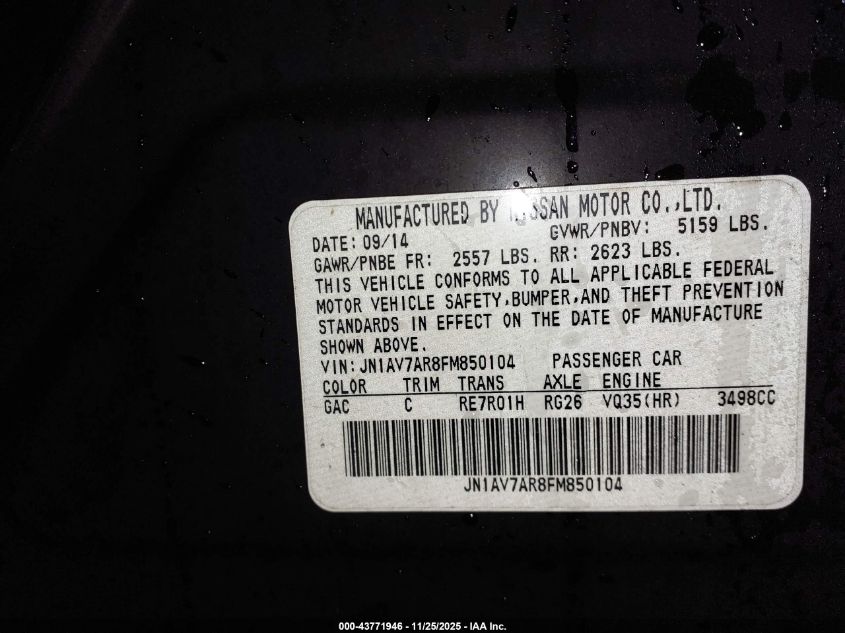 MANUFACTURED BY NISSAN MOTOR CO.,LTD.
DATE: 09/14 GVWR/PNBV: 5159 LBS.
GAWR/PNBE FR: 2557 LBS. RR: 2623 LBS.
THIS VEHICLE CONFORMS TO ALL APPLICABLE FEDERAL
MOTOR VEHICLE SAFETY,BUMPER,AND THEFT PREVENTION
STANDARDS IN EFFECT ON THE DATE OF MANUFACTURE
SHOWN ABOVE.
VIN:JN1AV7AR8FM850104 PASSENGER CAR
COLOR TRIM TRANS AXLE ENGINE
GAC C RE7R01H RG26 VQ35(HR) 3498CC
JN1AV7AR8FM850104
000-43771946 - 11/25/2025 - IAA Inc.